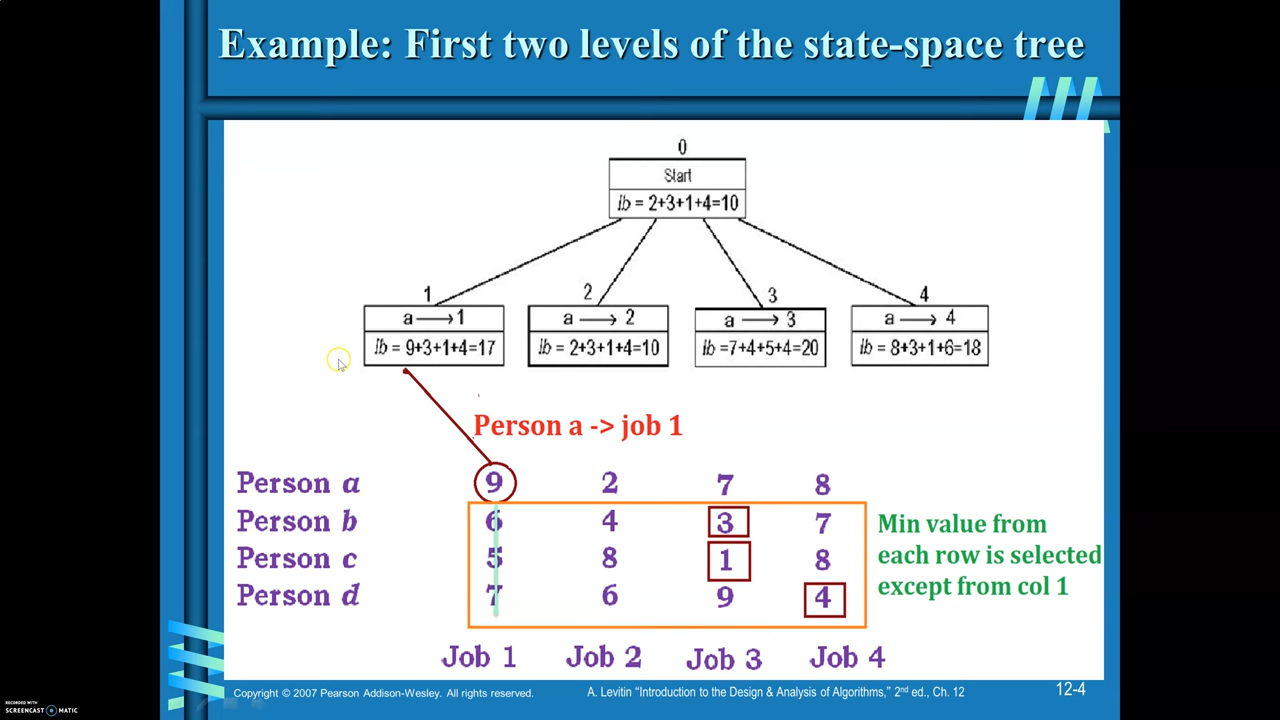 Example: First two levels of the state-space tree
0
Start
lb = 2+3+1+4=10
1 2 3 4
a ⟶ 1 a ⟶ 2 a ⟶ 3 a ⟶ 4
lb = 9+3+1+4=17 lb = 2+3+1+4=10 lb =7+4+5+4=20 lb = 8+3+1+6=18
Person a -> job 1
Person a 9 2 7 8
Person b 6 4 3 7
Person c 5 8 1 8
Person d 7 6 9 4
Min value from
each row is selected
except from col 1
Job 1 Job 2 Job 3 Job 4
Copyright © 2007 Pearson Addison-Wesley. All rights reserved. A. Levitin “Introduction to the Design & Analysis of Algorithms,” 2nd ed., Ch. 12 12-4
RECORDED WITH
SCREENCAST MATIC